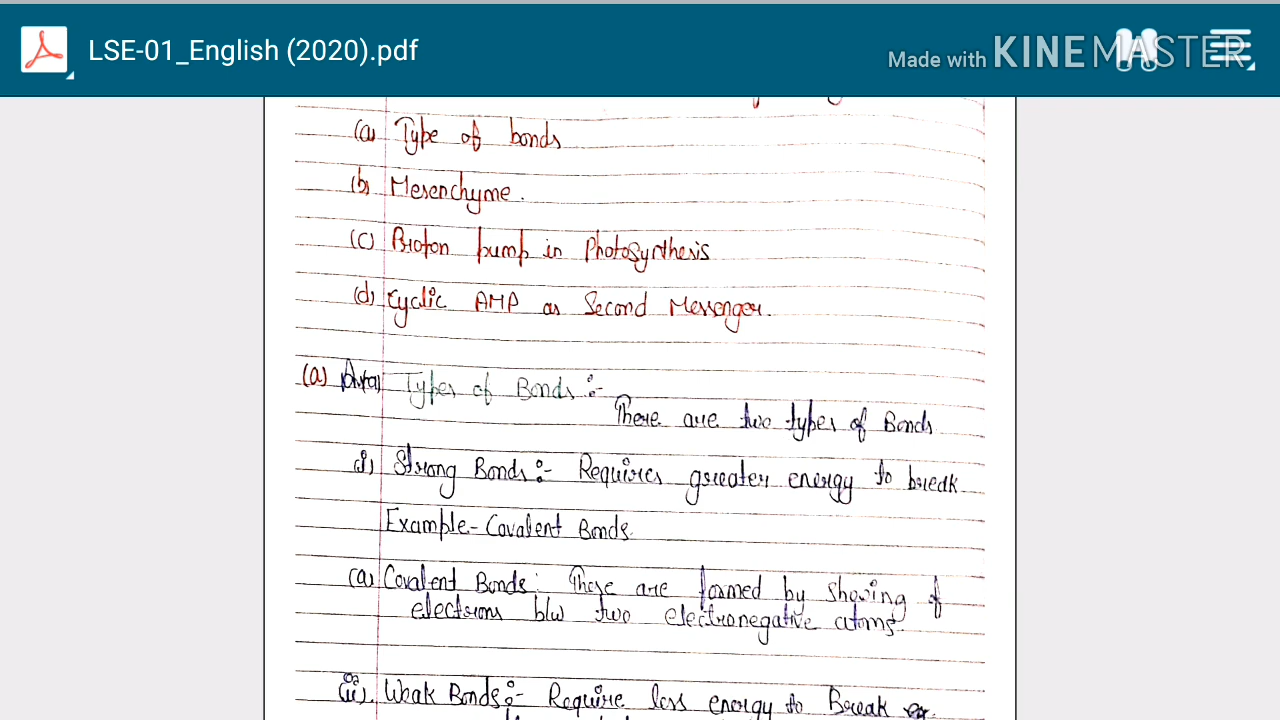 LSE-01_English (2020).pdf
Made with KINEMASTER
(a) Type of bonds
(b) Mesenchyme.
(c) Proton pump in Photosynthesis
(d) Cyclic AMP as Second Messenger.
(a) Types of Bonds :-
There are two types of Bonds
i) Strong Bonds :- Requires greater energy to break
Example - Covalent Bonds.
(a) Covalent Bonds : These are formed by sharing of
electrons b/w two electronegative atoms.
(ii) Weak Bonds :- Require less energy to Break